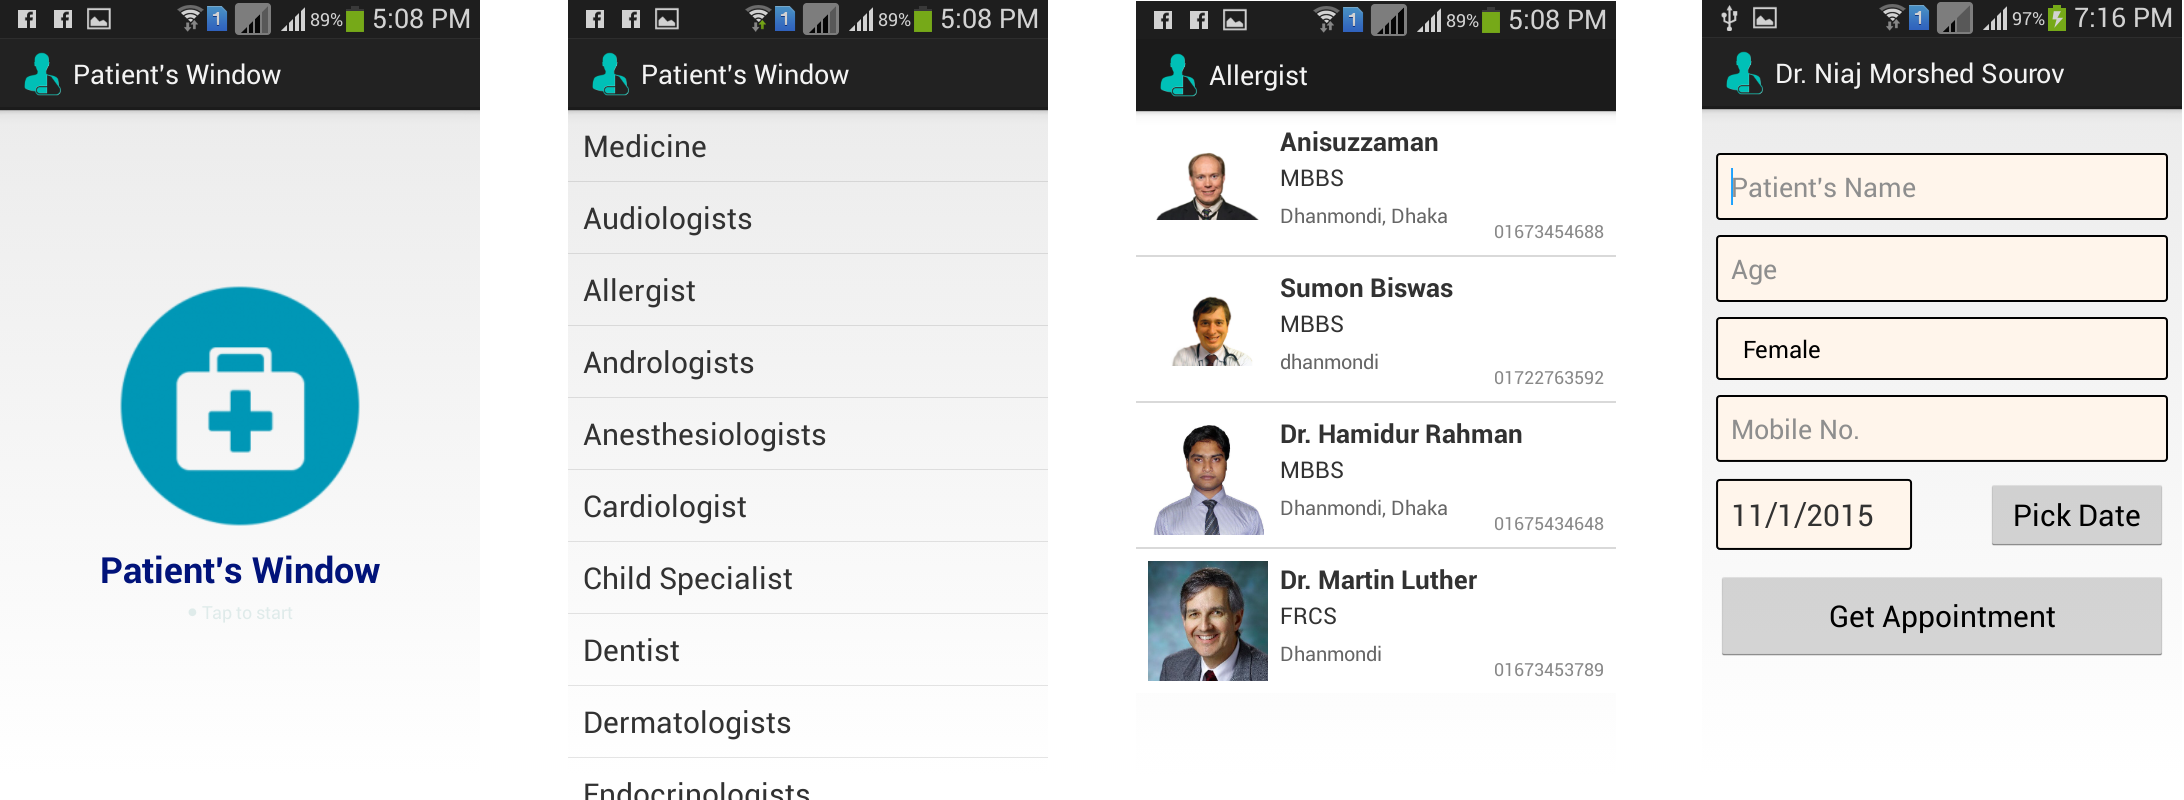 89% 5:08 PM
Patient's Window
Patient's Window
• Tap to start
1 89% 5:08 PM
Patient's Window
Medicine
Audiologists
Allergist
Andrologists
Anesthesiologists
Cardiologist
Child Specialist
Dentist
Dermatologists
Endocrinologists
1 89% 5:08 PM
Allergist
Anisuzzaman
MBBS
Dhanmondi, Dhaka
01673454688
Sumon Biswas
MBBS
dhanmondi
01722763592
Dr. Hamidur Rahman
MBBS
Dhanmondi, Dhaka
01675434648
Dr. Martin Luther
FRCS
Dhanmondi
01673453789
1 97% 7:16 PM
Dr. Niaj Morshed Sourov
Patient's Name
Age
Female
Mobile No.
11/1/2015
Pick Date
Get Appointment